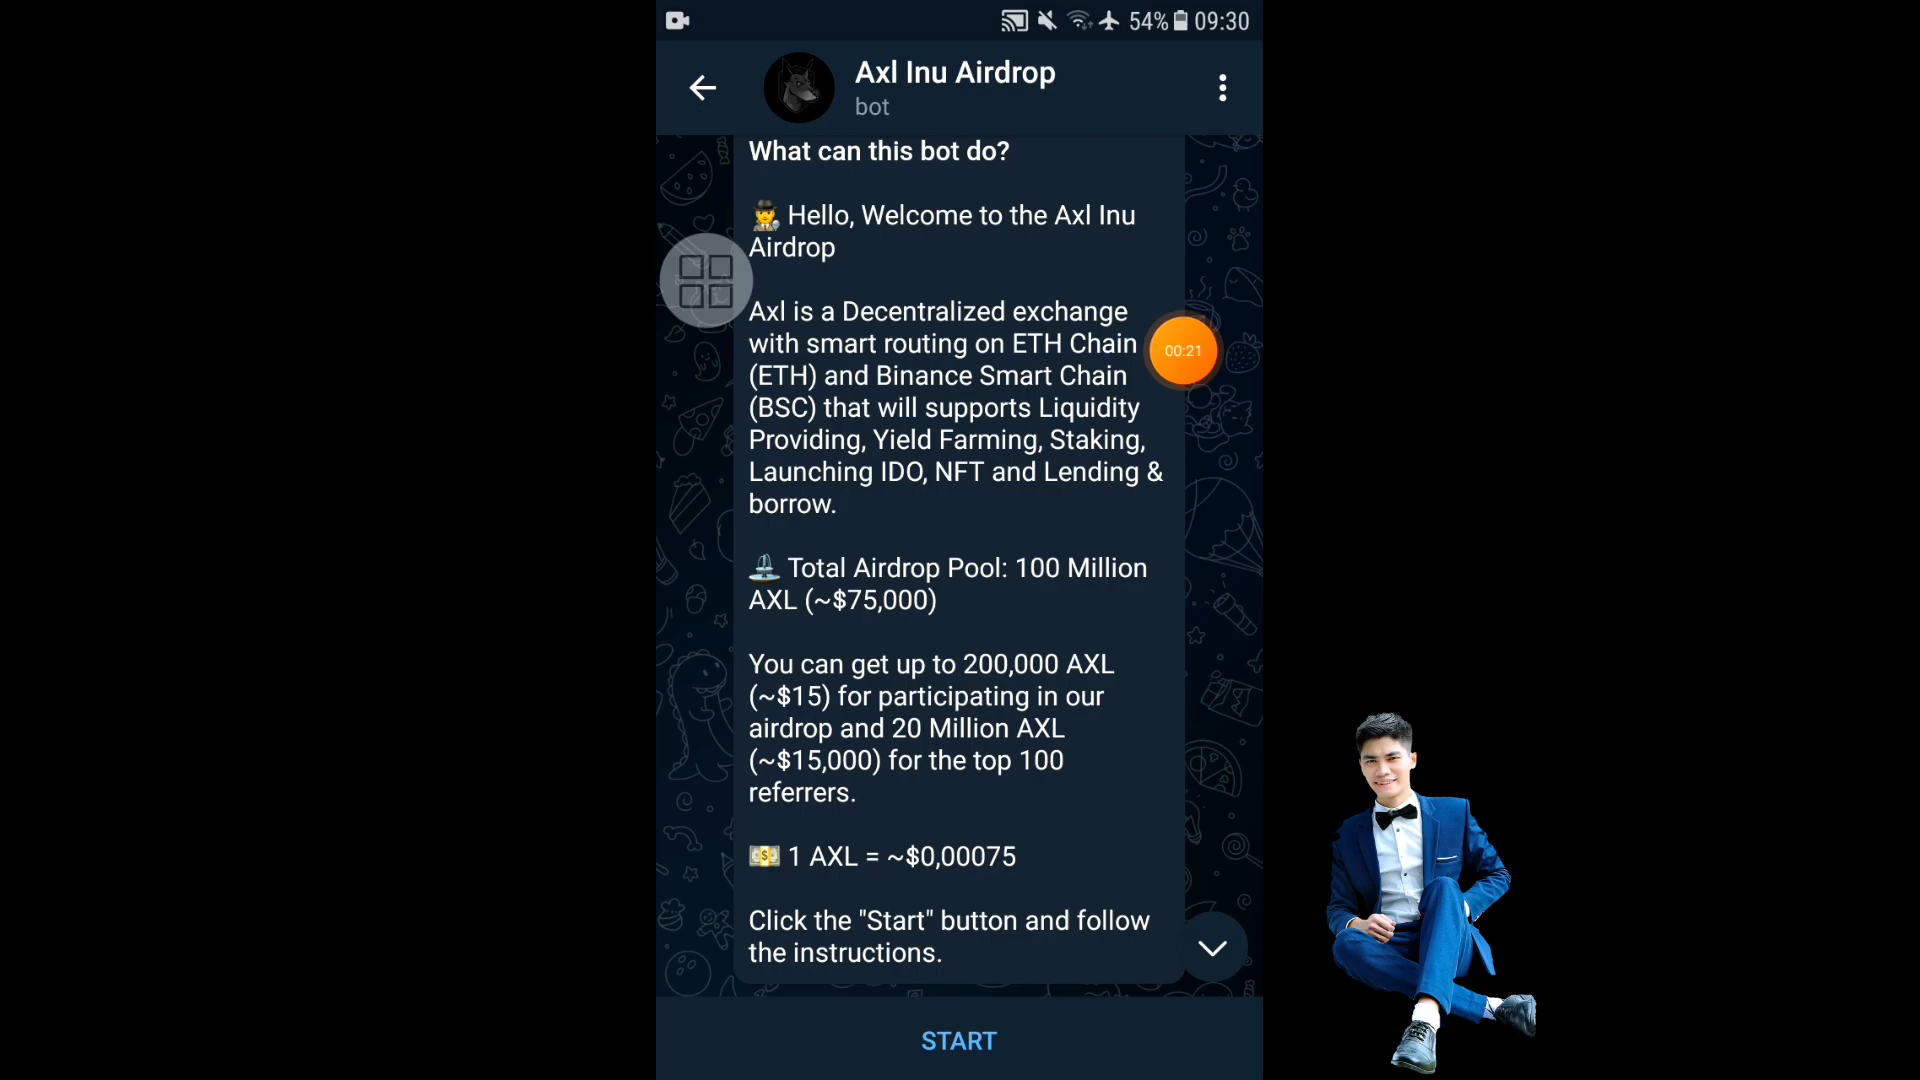 54% 09:30
Axl Inu Airdrop
bot
What can this bot do?
Hello, Welcome to the Axl Inu
Airdrop
Axl is a Decentralized exchange
with smart routing on ETH Chain
(ETH) and Binance Smart Chain
(BSC) that will supports Liquidity
Providing, Yield Farming, Staking,
Launching IDO, NFT and Lending &
borrow.
00:21
Total Airdrop Pool: 100 Million
AXL (~$75,000)
You can get up to 200,000 AXL
(~$15) for participating in our
airdrop and 20 Million AXL
(~$15,000) for the top 100
referrers.
1 AXL = ~$0,00075
Click the "Start" button and follow
the instructions.
START